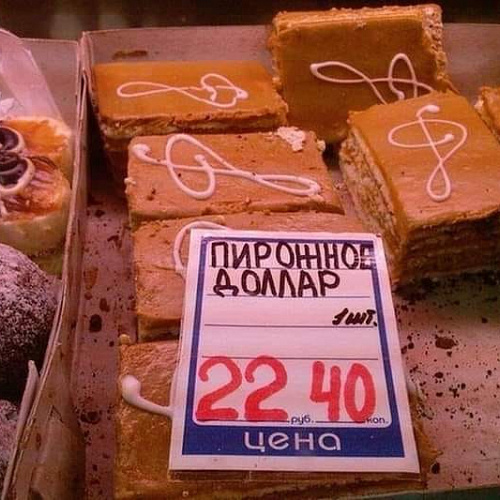 ПИРОЖНОЕ
ДОЛЛАР
1 шт.
22 руб. 40 коп.
цена